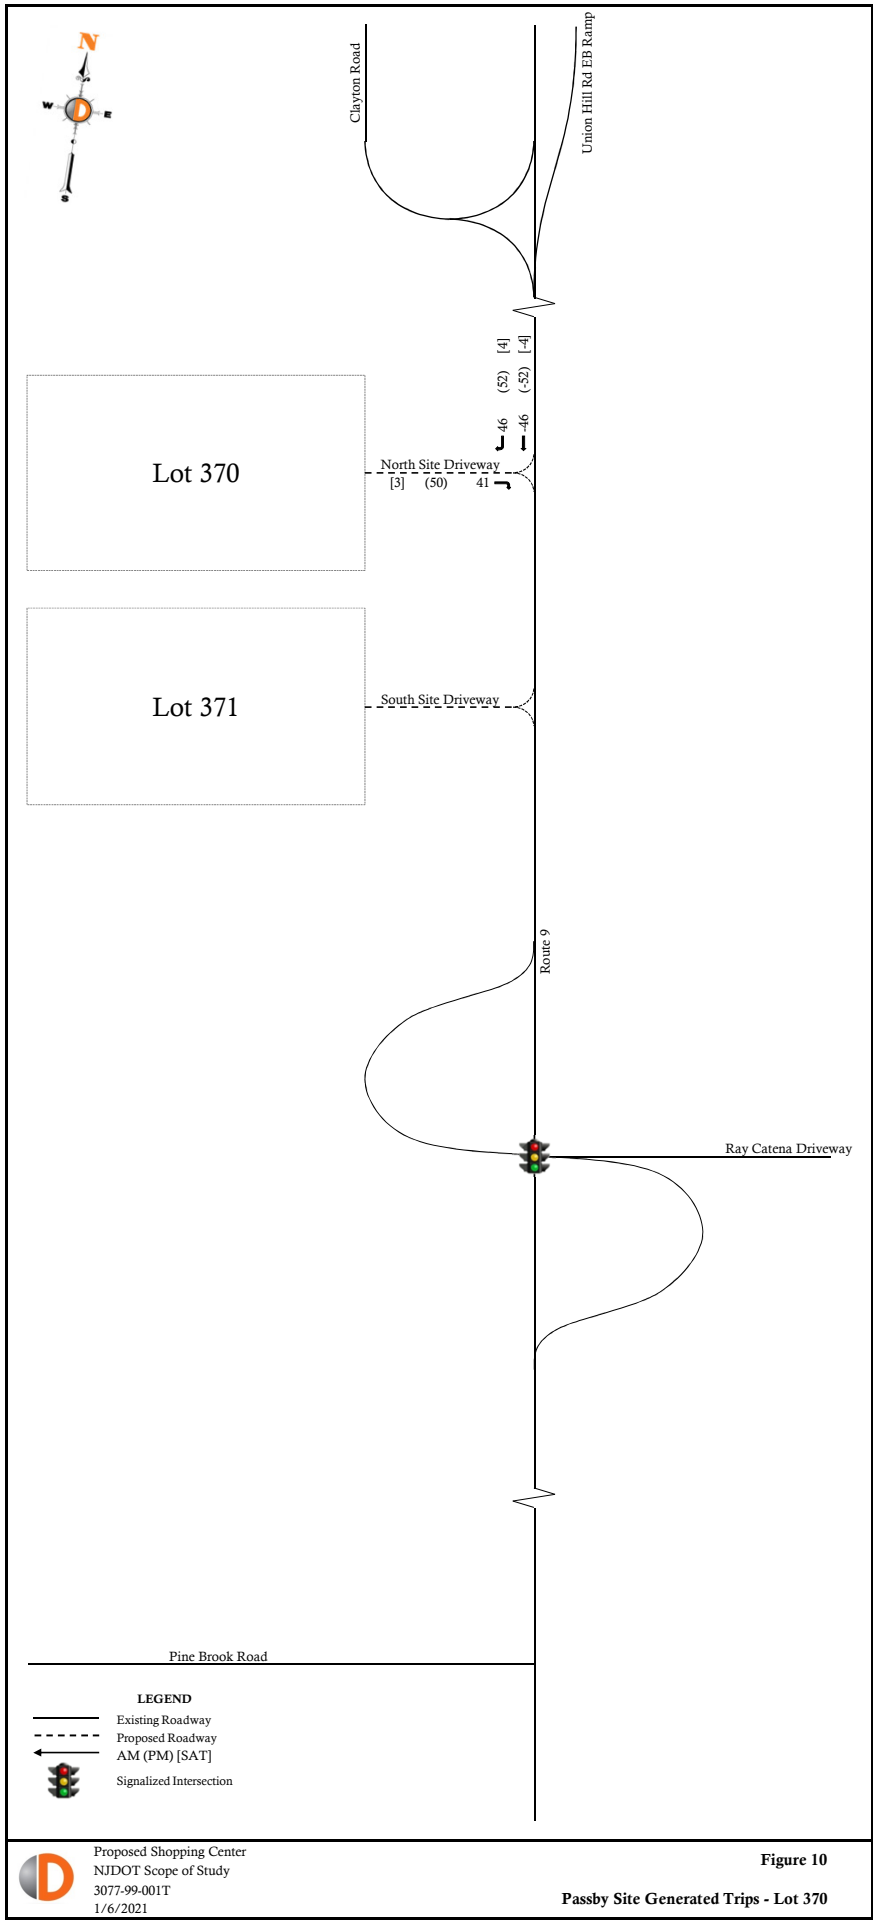 N
W
E
S
Clayton Road
Union Hill Rd EB Ramp
46 (52) [4]
-46 (-52) [-4]
Lot 370
North Site Driveway
[3] (50) 41
Lot 371
South Site Driveway
Route 9
Ray Catena Driveway
Pine Brook Road
LEGEND
Existing Roadway
Proposed Roadway
AM (PM) [SAT]
Signalized Intersection
D
Proposed Shopping Center
NJDOT Scope of Study
3077-99-001T
1/6/2021
Figure 10
Passby Site Generated Trips - Lot 370